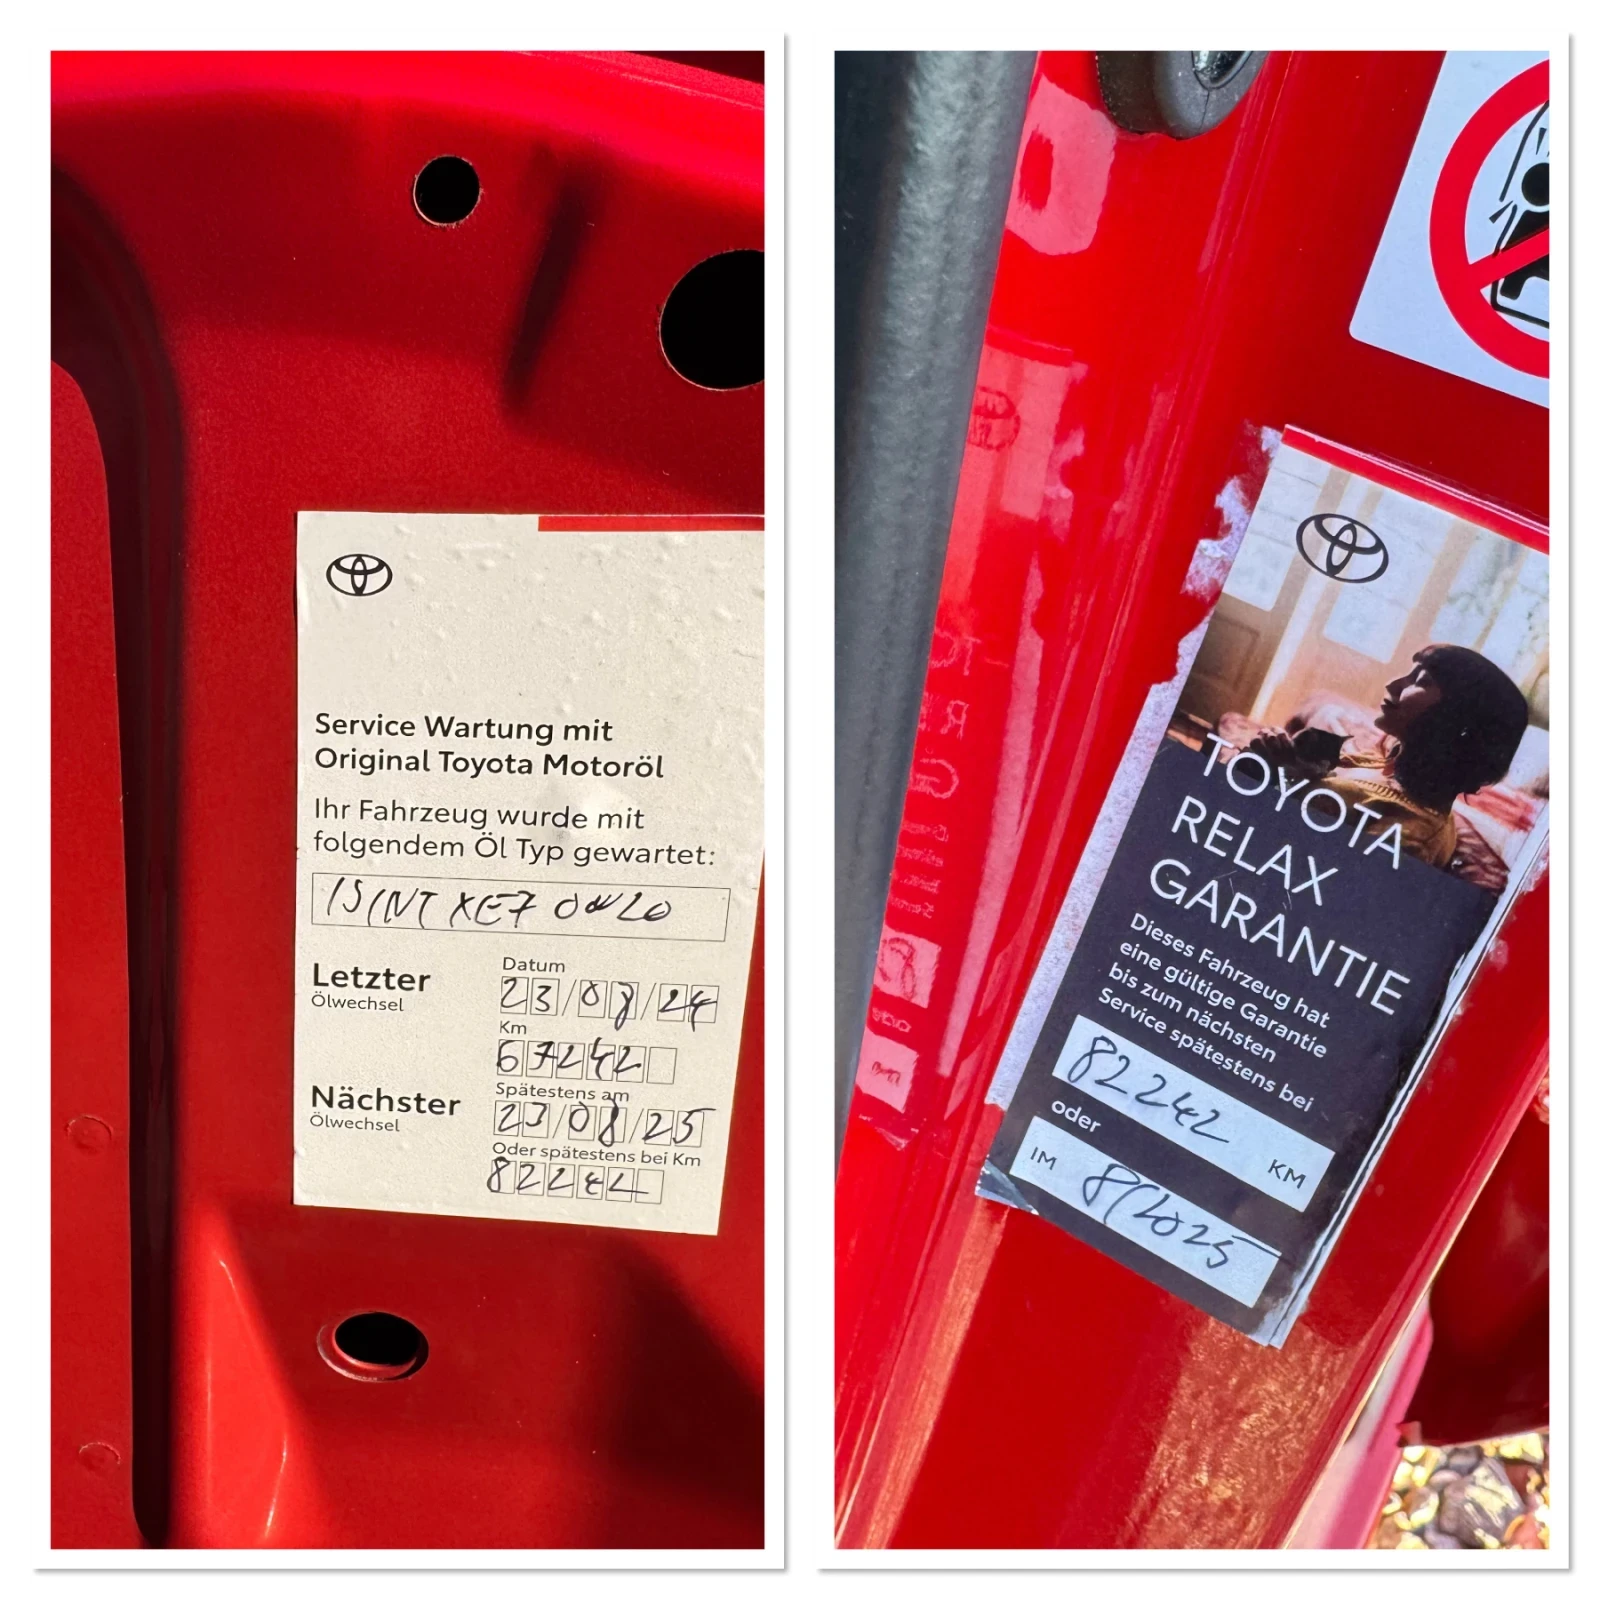 Service Wartung mit
Original Toyota Motoröl
Ihr Fahrzeug wurde mit
folgendem Öl Typ gewartet:
XE7 0W20
Letzter
Ölwechsel
Datum
23/08/24
Km
67242
Nächster
Ölwechsel
Spätestens am
23/08/25
Oder spätestens bei Km
82242
TOYOTA
RELAX
GARANTIE
Dieses Fahrzeug hat
eine gültige Garantie
bis zum nächsten
Service spätestens bei
82242 KM
oder
IM 8/2025